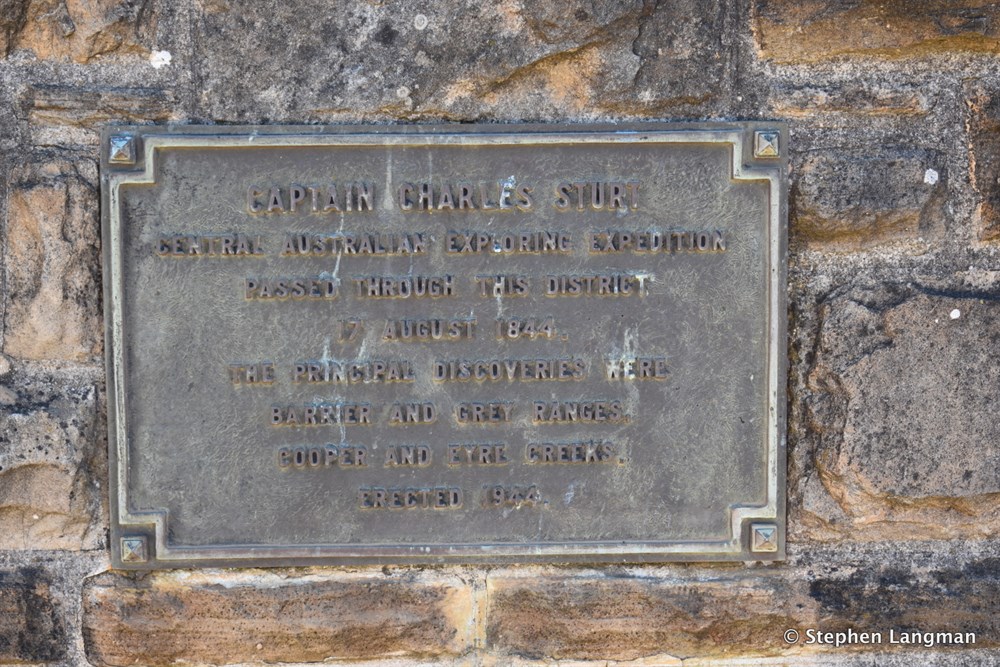 CAPTAIN CHARLES STURT
CENTRAL AUSTRALIAN EXPLORING EXPEDITION
PASSED THROUGH THIS DISTRICT
17 AUGUST 1844.
THE PRINCIPAL DISCOVERIES WERE
BARRIER AND GREY RANGES,
COOPER AND EYRE CREEKS.
ERECTED 1944.
© Stephen Langman